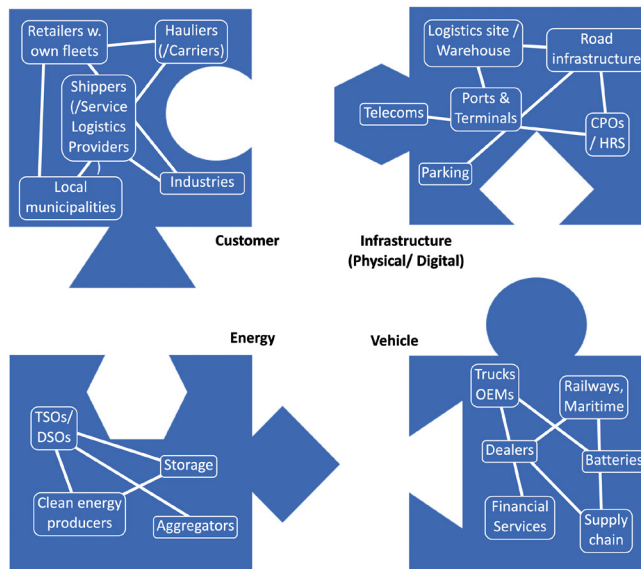 Retailers w.
own fleets
Hauliers
(/Carriers)
Shippers
(/Service
Logistics
Providers
)
Local
municipalities
Industries
Customer
Logistics site /
Warehouse
Road
infrastructure
Telecoms
Ports &
Terminals
CPOs
/ HRS
Parking
Infrastructure
(Physical/ Digital)
Energy
TSOs/
DSOs
Storage
Clean energy
producers
Aggregators
Vehicle
Trucks
OEMs
Railways,
Maritime
Dealers
Batteries
Financial
Services
Supply
chain